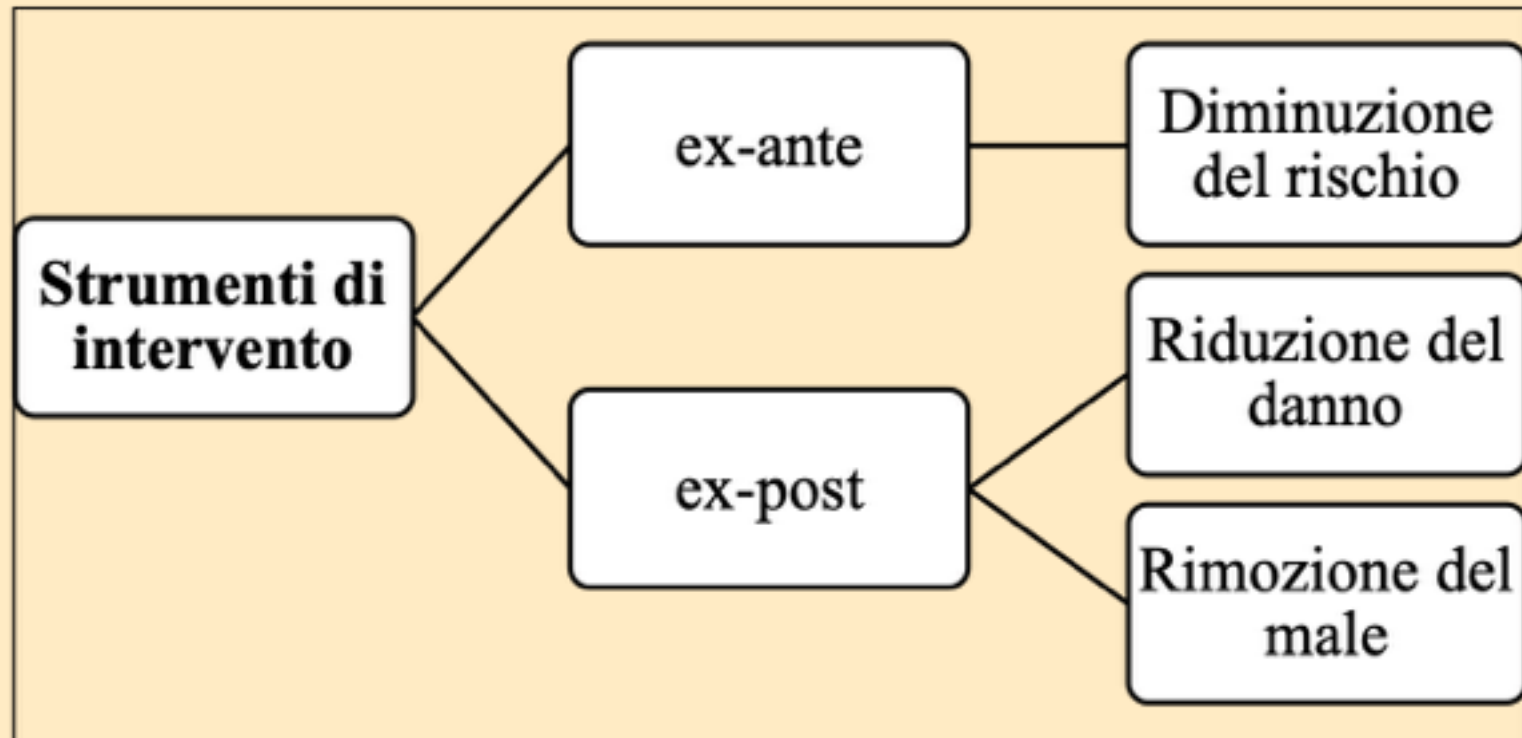 Strumenti di
intervento
ex-ante
Diminuzione
del rischio
ex-post
Riduzione del
danno
Rimozione del
male